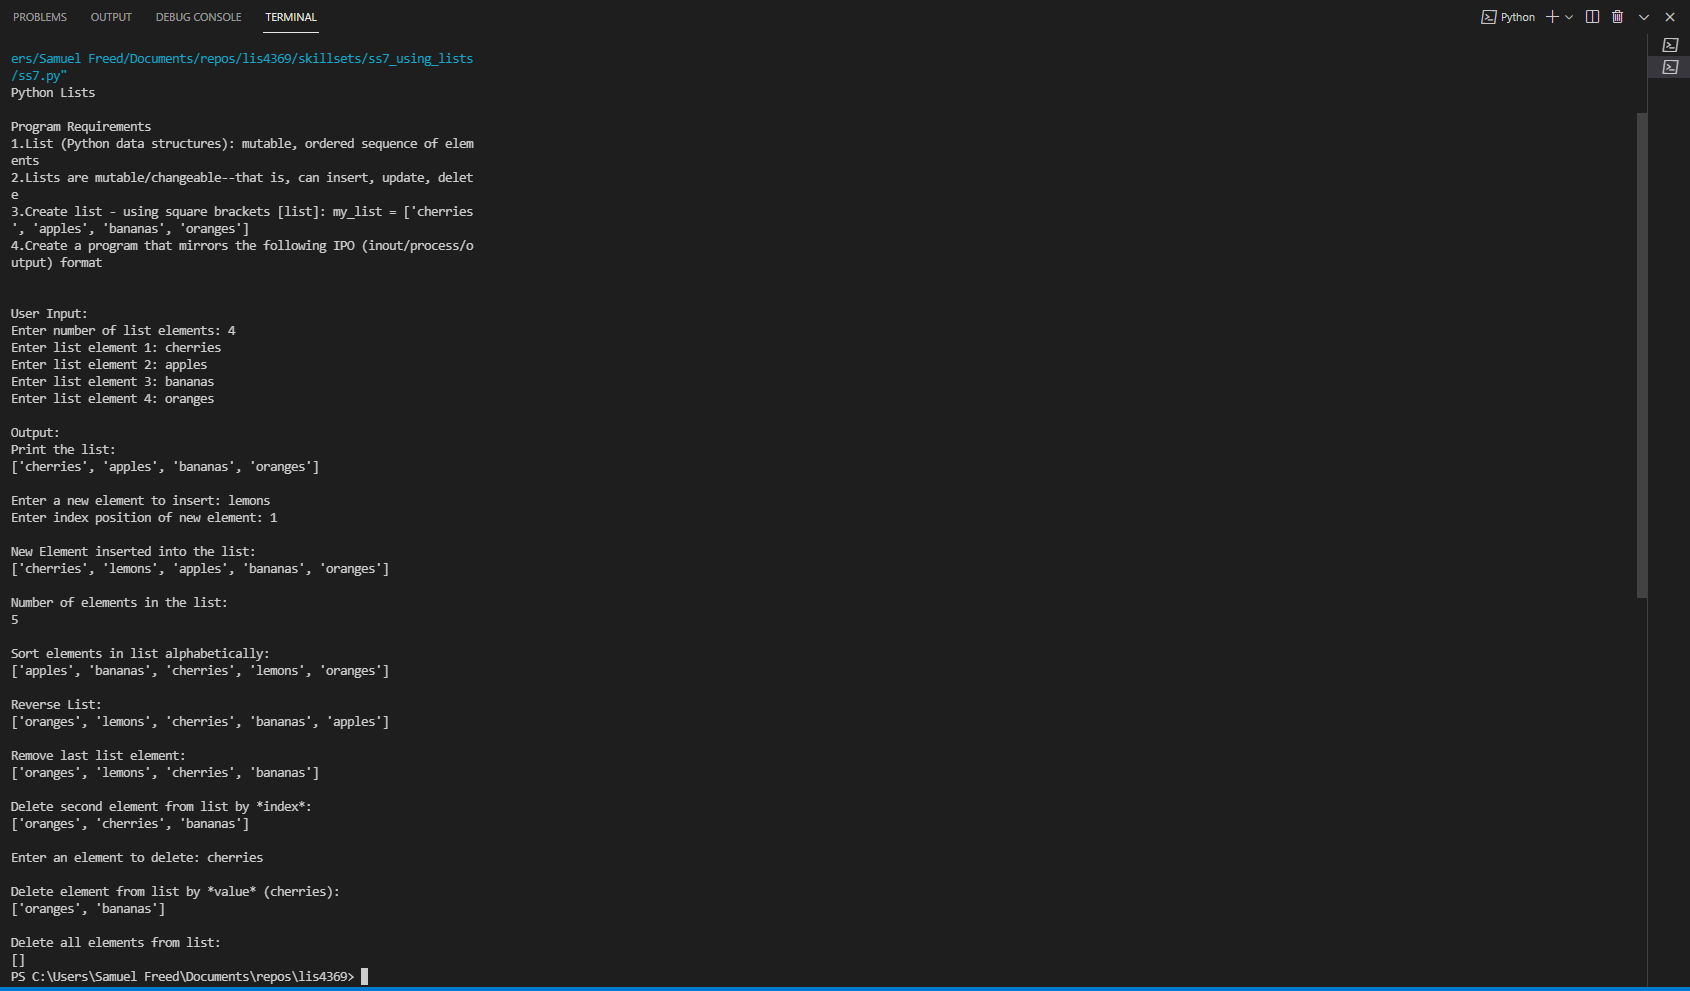 PROBLEMS OUTPUT DEBUG CONSOLE TERMINAL Python
ers/Samuel Freed/Documents/repos/lis4369/skillsets/ss7_using_lists
/ss7.py"
Python Lists
Program Requirements
1.List (Python data structures): mutable, ordered sequence of elem
ents
2.Lists are mutable/changeable--that is, can insert, update, delet
e
3.Create list - using square brackets [list]: my_list = ['cherries
', 'apples', 'bananas', 'oranges']
4.Create a program that mirrors the following IPO (inout/process/o
utput) format
User Input:
Enter number of list elements: 4
Enter list element 1: cherries
Enter list element 2: apples
Enter list element 3: bananas
Enter list element 4: oranges
Output:
Print the list:
['cherries', 'apples', 'bananas', 'oranges']
Enter a new element to insert: lemons
Enter index position of new element: 1
New Element inserted into the list:
['cherries', 'lemons', 'apples', 'bananas', 'oranges']
Number of elements in the list:
5
Sort elements in list alphabetically:
['apples', 'bananas', 'cherries', 'lemons', 'oranges']
Reverse List:
['oranges', 'lemons', 'cherries', 'bananas', 'apples']
Remove last list element:
['oranges', 'lemons', 'cherries', 'bananas']
Delete second element from list by *index*:
['oranges', 'cherries', 'bananas']
Enter an element to delete: cherries
Delete element from list by *value* (cherries):
['oranges', 'bananas']
Delete all elements from list:
[]
PS C:\Users\Samuel Freed\Documents\repos\lis4369>